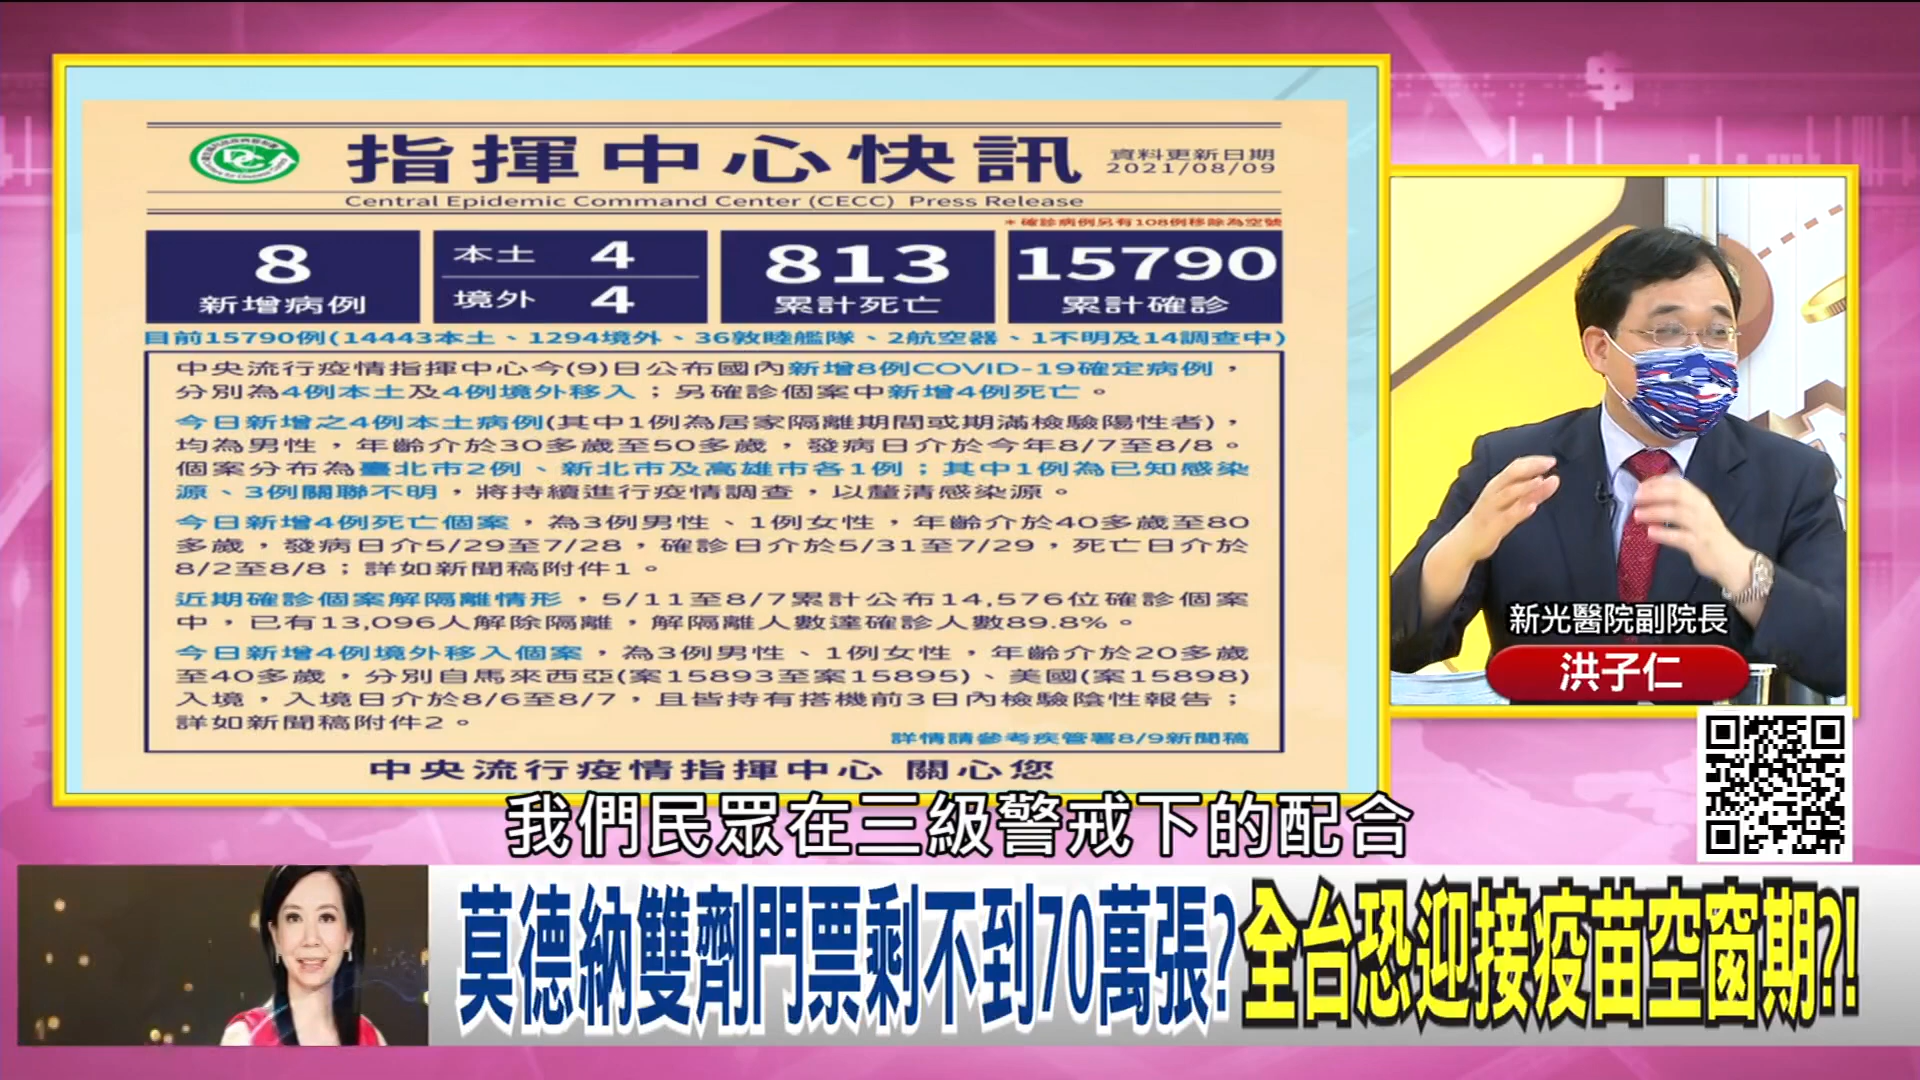 指揮中心快訊
資料更新日期
2021/08/09
Central Epidemic Command Center (CECC) Press Release
*確診病例另有108例移除為空號
8
新增病例
本土 4
境外 4
813
累計死亡
15790
累計確診
目前15790例(14443本土、1294境外、36敦睦艦隊、2航空器、1不明及14調查中)
中央流行疫情指揮中心今(9)日公布國內新增8例COVID-19確定病例，
分別為4例本土及4例境外移入；另確診個案中新增4例死亡。
今日新增之4例本土病例(其中1例為居家隔離期間或期滿檢驗陽性者)，
均為男性，年齡介於30多歲至50多歲，發病日介於今年8/7至8/8。
個案分布為臺北市2例、新北市及高雄市各1例；其中1例為已知感染
源、3例關聯不明，將持續進行疫情調查，以釐清感染源。
今日新增4例死亡個案，為3例男性、1例女性，年齡介於40多歲至80
多歲，發病日介5/29至7/28，確診日介於5/31至7/29，死亡日介於
8/2至8/8；詳如新聞稿附件1。
近期確診個案解隔離情形，5/11至8/7累計公布14,576位確診個案
中，已有13,096人解除隔離，解隔離人數達確診人數89.8%。
今日新增4例境外移入個案，為3例男性、1例女性，年齡介於20多歲
至40多歲，分別自馬來西亞(案15893至案15895)、美國(案15898)
入境，入境日介於8/6至8/7，且皆持有搭機前3日內檢驗陰性報告；
詳如新聞稿附件2。
詳情請參考疾管署8/9新聞稿
中央流行疫情指揮中心 關心您
新光醫院副院長
洪子仁
我們民眾在三級警戒下的配合
莫德納雙劑門票剩不到70萬張?全台恐迎接疫苗空窗期?!